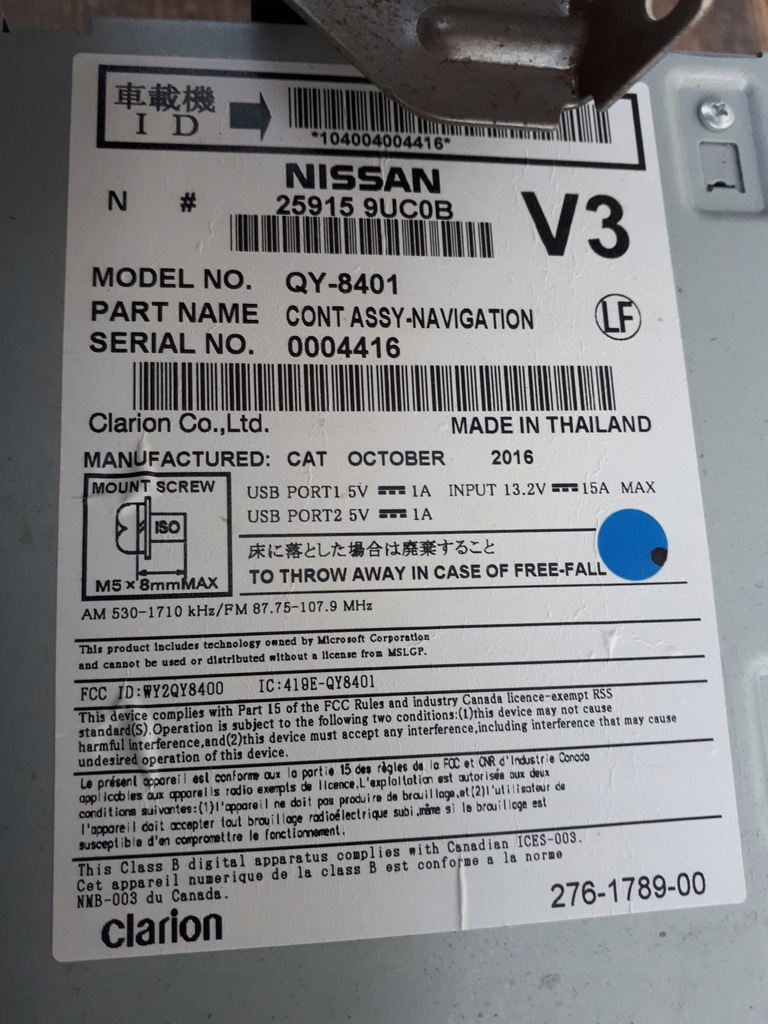 車載機
I D
*104004004416*
NISSAN
N # 25915 9UC0B
V3
MODEL NO. QY-8401
PART NAME CONT ASSY-NAVIGATION
LF
SERIAL NO. 0004416
Clarion Co.,Ltd. MADE IN THAILAND
MANUFACTURED: CAT OCTOBER 2016
MOUNT SCREW
ISO
M5×8mmMAX
USB PORT1 5V 1A INPUT 13.2V 15A MAX
USB PORT2 5V 1A
床に落とした場合は廃棄すること
TO THROW AWAY IN CASE OF FREE-FALL
AM 530-1710 kHz/FM 87.75-107.9 MHz
This product includes technology owned by Microsoft Corporation
and cannot be used or distributed without a license from MSLGP.
FCC ID:WY2QY8400 IC:419E-QY8401
This device complies with Part 15 of the FCC Rules and industry Canada licence-exempt RSS
standard(S).Operation is subject to the following two conditions:(1)this device may not cause
harmful interference,and(2)this device must accept any interference,including interference that may cause
undesired operation of this device.
Le présent appareil est conforme aux la partie 15 des règles de la FCC et CNR d'Industrie Canada
applicables aux appareils radio exempts de licence.L'exploitation est autorisée aux deux
conditions suivantes:(1)l'appareil ne doit pas produire de brouillage,et(2)l'utilisateur de
l'appareil doit accepter tout brouillage radioélectrique subi,même si le brouillage est
susceptible d'en compromettre le fonctionnement.
This Class B digital apparatus complies with Canadian ICES-003.
Cet appareil numerique de la class B est conforme a la norme
NMB-003 du Canada.
276-1789-00
clarion